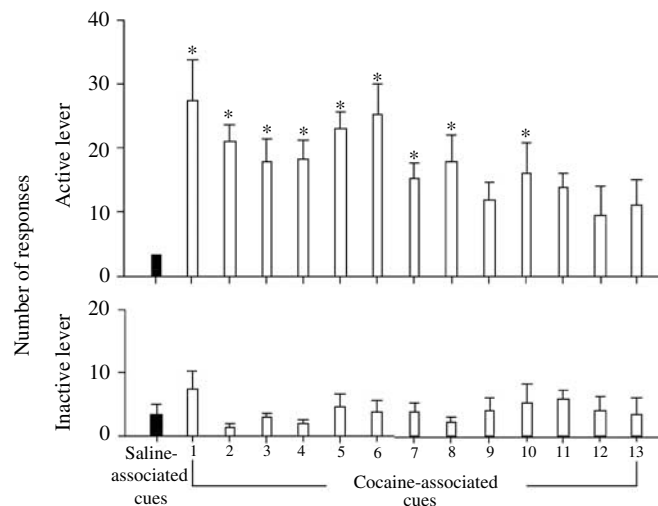 Number of responses
Active lever
40
30
20
10
0
* * * * * * * * *
Inactive lever
20
10
0
Saline-
associated
cues
1 2 3 4 5 6 7 8 9 10 11 12 13
Cocaine-associated
cues